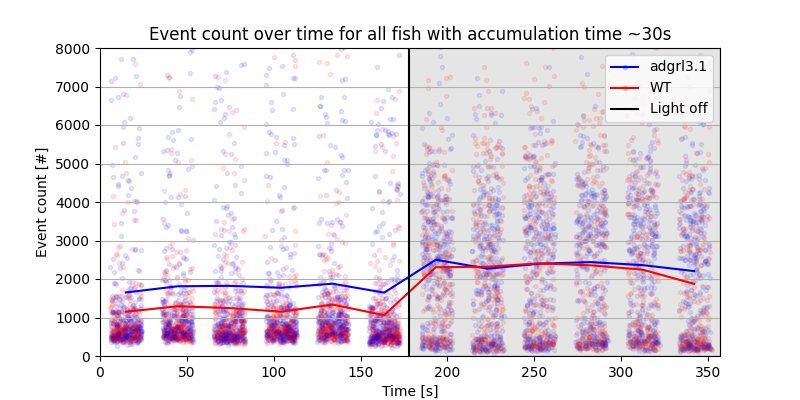 Event count over time for all fish with accumulation time ~30s
8000
7000
6000
5000
4000
3000
2000
1000
0
Event count [#]
adgrl3.1
WT
Light off
0 50 100 150 200 250 300 350
Time [s]